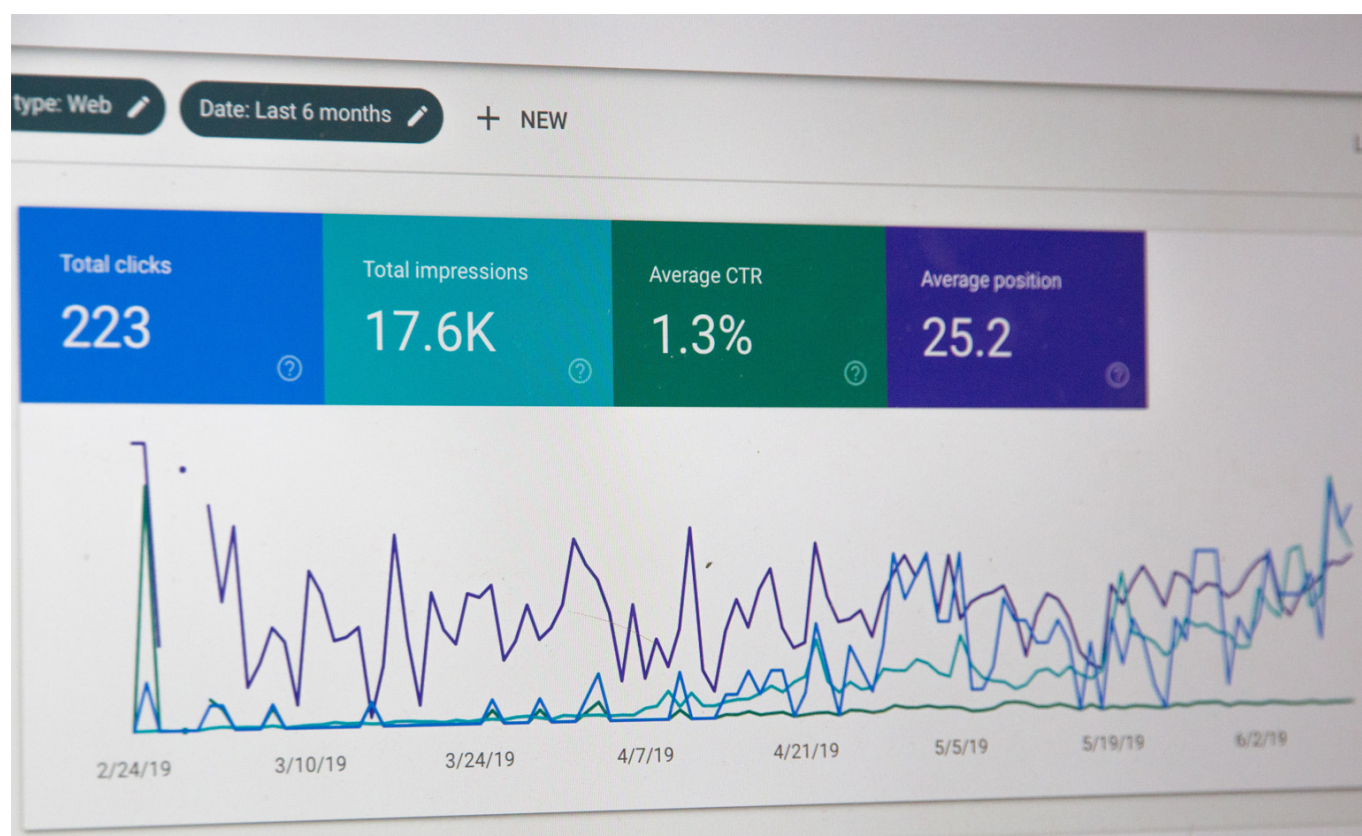 type: Web
Date: Last 6 months
+ NEW
Total clicks
223
Total impressions
17.6K
Average CTR
1.3%
Average position
25.2
2/24/19
3/10/19
3/24/19
4/7/19
4/21/19
5/5/19
5/19/19
6/2/19